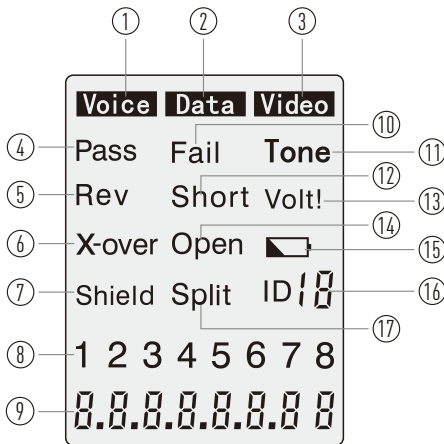 ① ② ③
Voice Data Video
④ Pass Fail ⑩ Tone ⑪
⑤ Rev Short ⑫ Volt! ⑬
⑥ X-over Open ⑭ ⑮
⑦ Shield Split ID18 ⑯
⑰
⑧ 1 2 3 4 5 6 7 8
⑨ 8.8.8.8.8.8.8 8